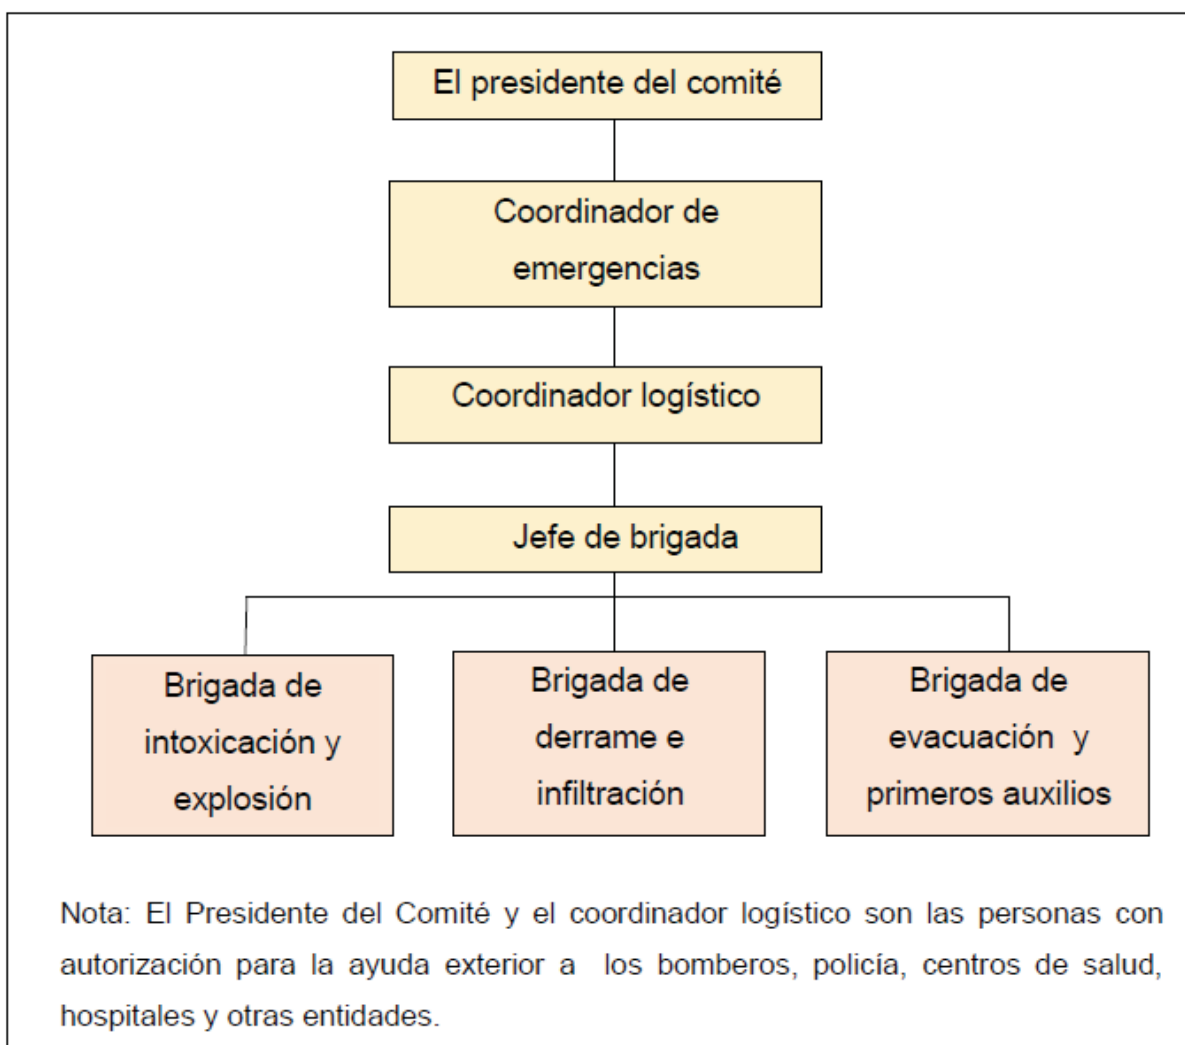 El presidente del comité
Coordinador de
emergencias
Coordinador logístico
Jefe de brigada
Brigada de
intoxicación y
explosión
Brigada de
derrame e
infiltración
Brigada de
evacuación y
primeros auxilios
Nota: El Presidente del Comité y el coordinador logístico son las personas con
autorización para la ayuda exterior a los bomberos, policía, centros de salud,
hospitales y otras entidades.